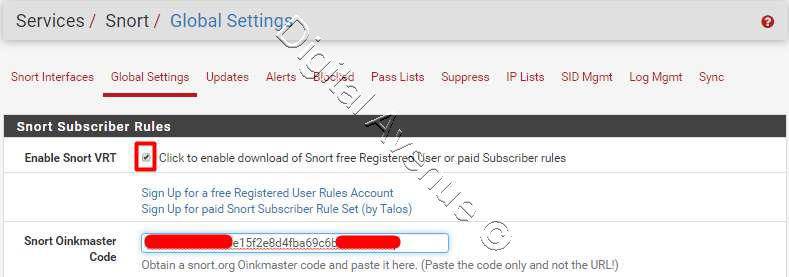 Services / Snort / Global Settings
Snort Interfaces Global Settings Updates Alerts Blocked Pass Lists Suppress IP Lists SID Mgmt Log Mgmt Sync
Snort Subscriber Rules
Enable Snort VRT Click to enable download of Snort free Registered User or paid Subscriber rules
Sign Up for a free Registered User Rules Account
Sign Up for paid Snort Subscriber Rule Set (by Talos)
Snort Oinkmaster Code e15f2e8d4fba69c6b
Obtain a snort.org Oinkmaster code and paste it here. (Paste the code only and not the URL!)
Digital Avenue ©